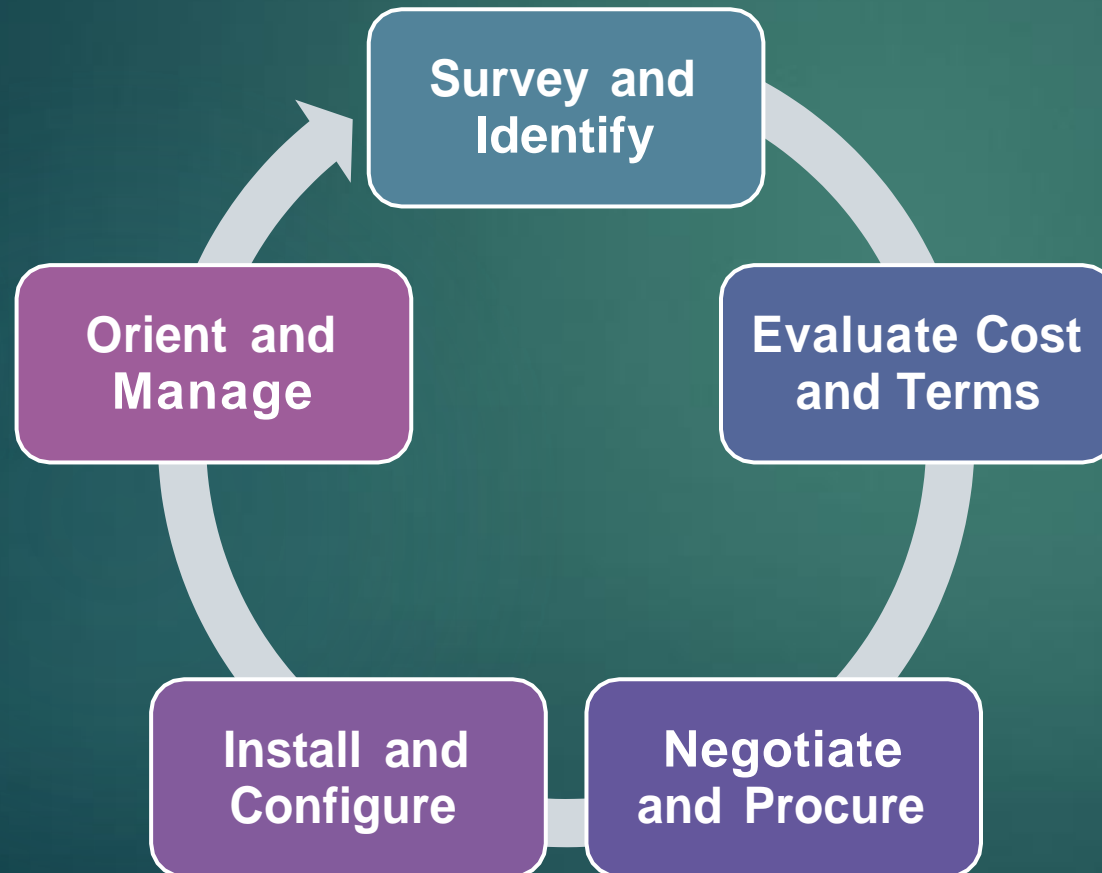 Survey and
Identify
Evaluate Cost
and Terms
Negotiate
and Procure
Install and
Configure
Orient and
Manage